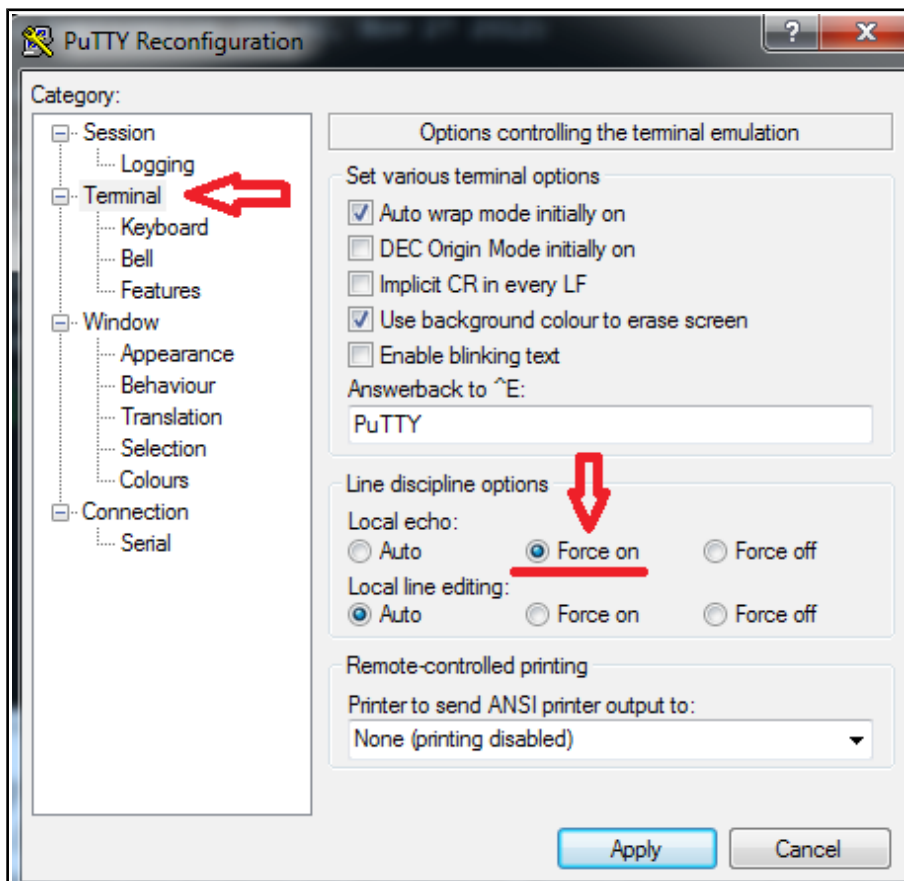 PuTTY Reconfiguration
?
X
Category:
Session
Logging
Terminal
Keyboard
Bell
Features
Window
Appearance
Behaviour
Translation
Selection
Colours
Connection
Serial
Options controlling the terminal emulation
Set various terminal options
Auto wrap mode initially on
DEC Origin Mode initially on
Implicit CR in every LF
Use background colour to erase screen
Enable blinking text
Answerback to ^E:
PuTTY
Line discipline options
Local echo:
Auto Force on Force off
Local line editing:
Auto Force on Force off
Remote-controlled printing
Printer to send ANSI printer output to:
None (printing disabled)
Apply Cancel